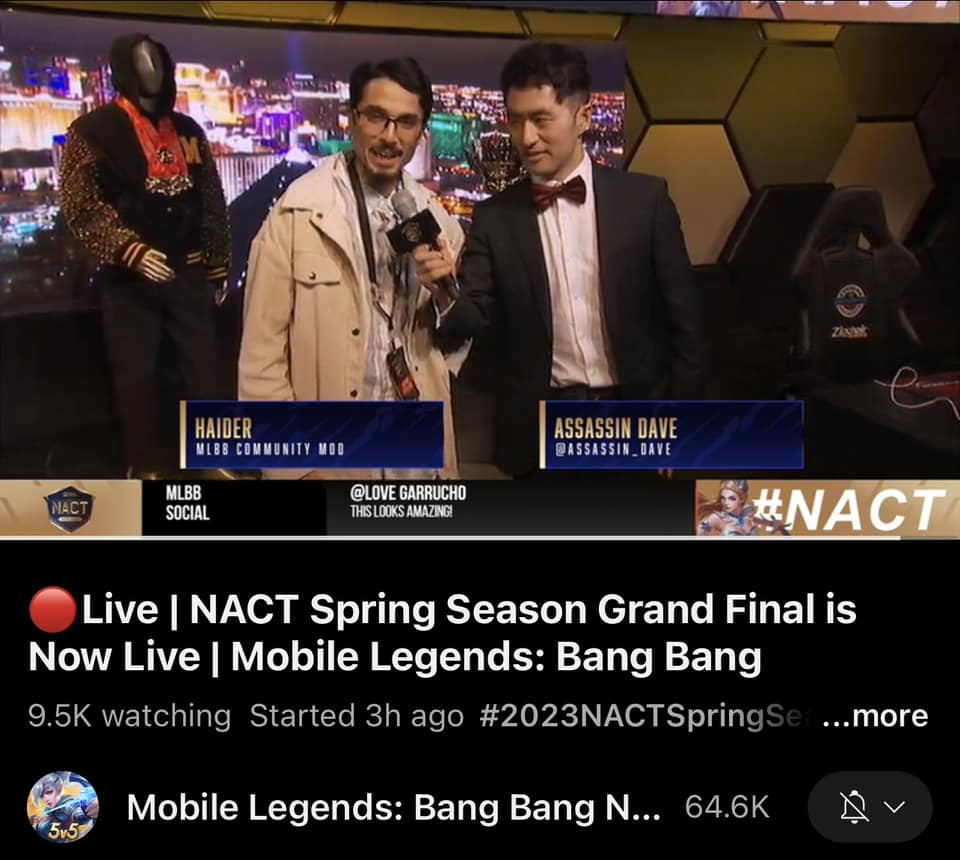 M
HAIDER
MLBB COMMUNITY MOD
ASSASSIN DAVE
@ASSASSIN_DAVE
NACT
MLBB
SOCIAL
@LOVE GARRUCHO
THIS LOOKS AMAZING!
#NACT
🔴Live | NACT Spring Season Grand Final is
Now Live | Mobile Legends: Bang Bang
9.5K watching Started 3h ago #2023NACTSpringSe ...more
5v5
Mobile Legends: Bang Bang N... 64.6K